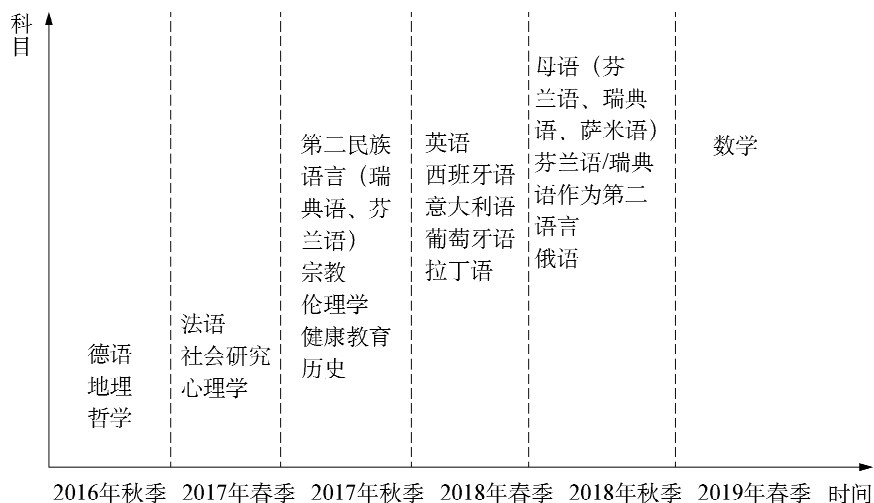 科
目
德语
地理
哲学
法语
社会研究
心理学
第二民族
语言（瑞
典语、芬
兰语）
宗教
伦理学
健康教育
历史
英语
西班牙语
意大利语
葡萄牙语
拉丁语
母语（芬
兰语、瑞典
语、萨米语）
芬兰语/瑞典
语作为第二
语言
俄语
数学
2016年秋季
2017年春季
2017年秋季
2018年春季
2018年秋季
2019年春季
时间